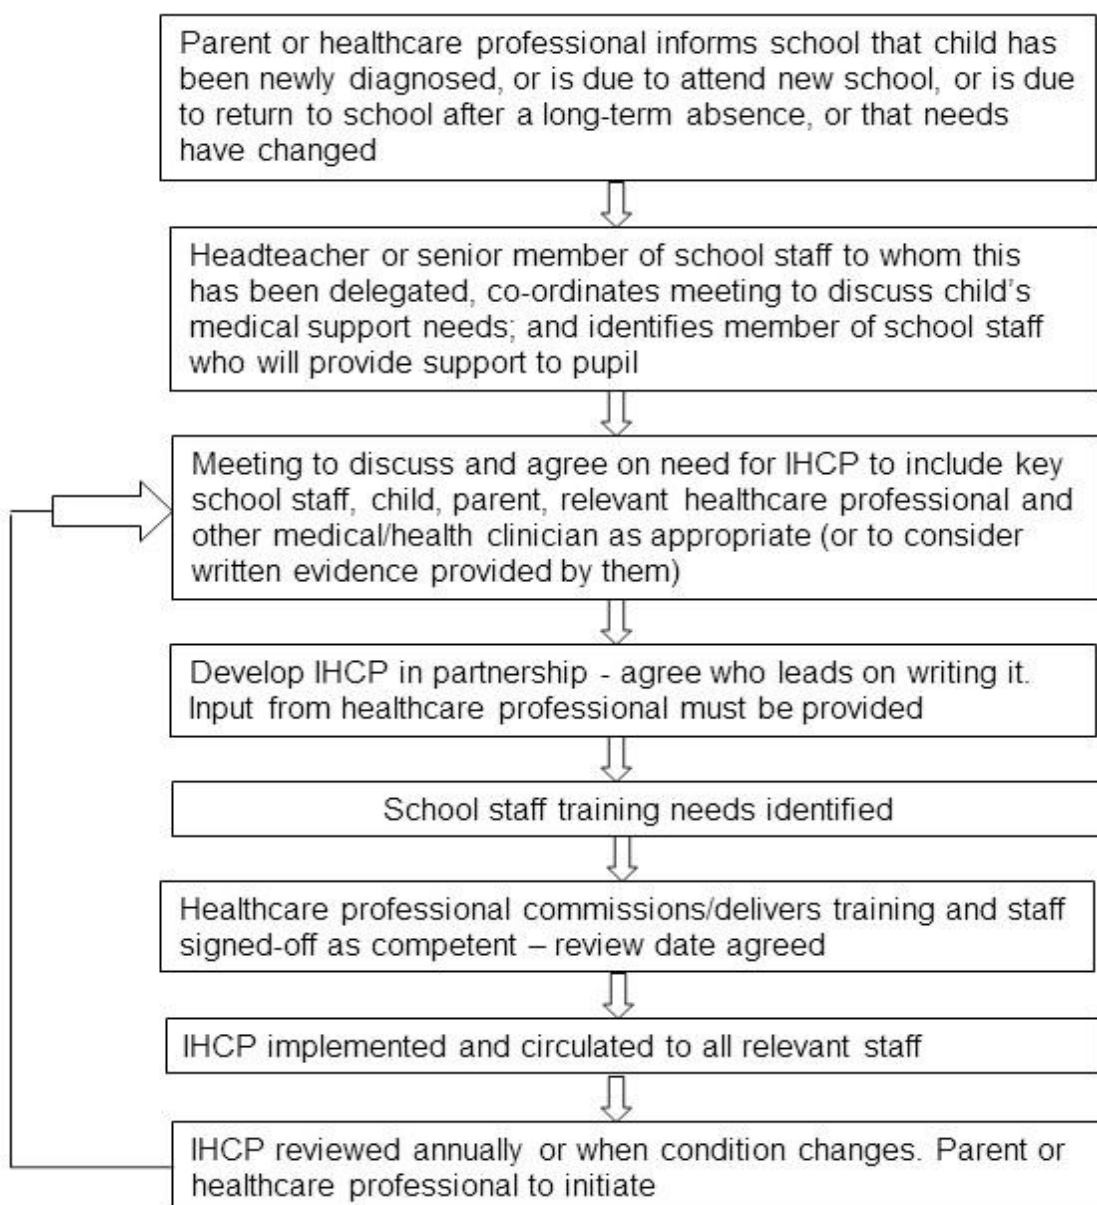 Parent or healthcare professional informs school that child has
been newly diagnosed, or is due to attend new school, or is due
to return to school after a long-term absence, or that needs
have changed
Headteacher or senior member of school staff to whom this
has been delegated, co-ordinates meeting to discuss child's
medical support needs; and identifies member of school staff
who will provide support to pupil
Meeting to discuss and agree on need for IHCP to include key
school staff, child, parent, relevant healthcare professional and
other medical/health clinician as appropriate (or to consider
written evidence provided by them)
Develop IHCP in partnership - agree who leads on writing it.
Input from healthcare professional must be provided
School staff training needs identified
Healthcare professional commissions/delivers training and staff
signed-off as competent – review date agreed
IHCP implemented and circulated to all relevant staff
IHCP reviewed annually or when condition changes. Parent or
healthcare professional to initiate